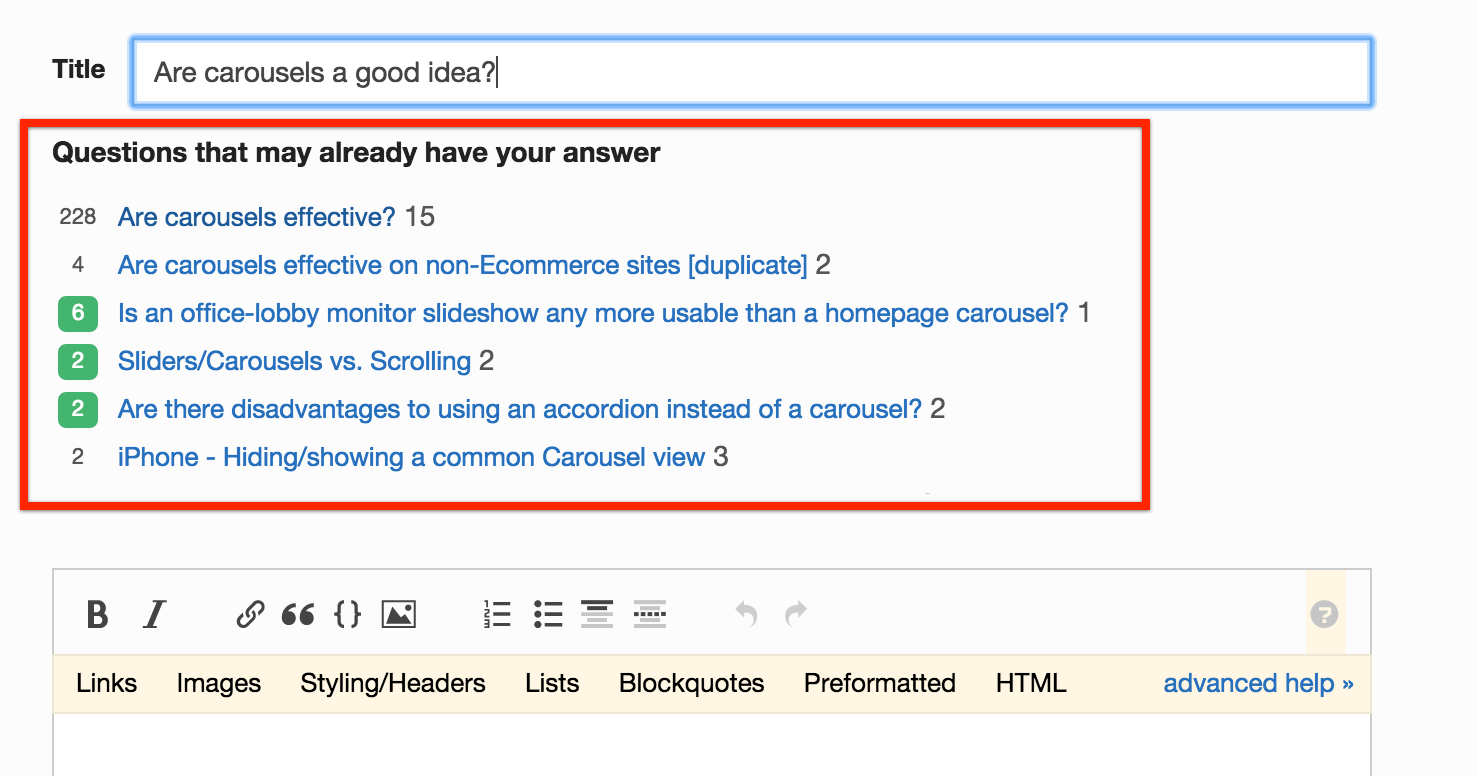 Title Are carousels a good idea?
Questions that may already have your answer
228 Are carousels effective? 15
4 Are carousels effective on non-Ecommerce sites [duplicate] 2
6 Is an office-lobby monitor slideshow any more usable than a homepage carousel? 1
2 Sliders/Carousels vs. Scrolling 2
2 Are there disadvantages to using an accordion instead of a carousel? 2
2 iPhone - Hiding/showing a common Carousel view 3
B I {} ?
Links Images Styling/Headers Lists Blockquotes Preformatted HTML advanced help »